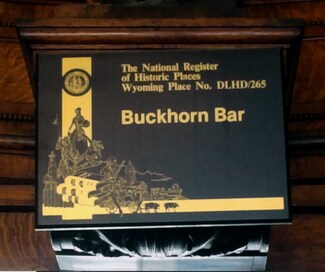 The National Register
of Historic Places
Wyoming Place No. DLHD/265
Buckhorn Bar